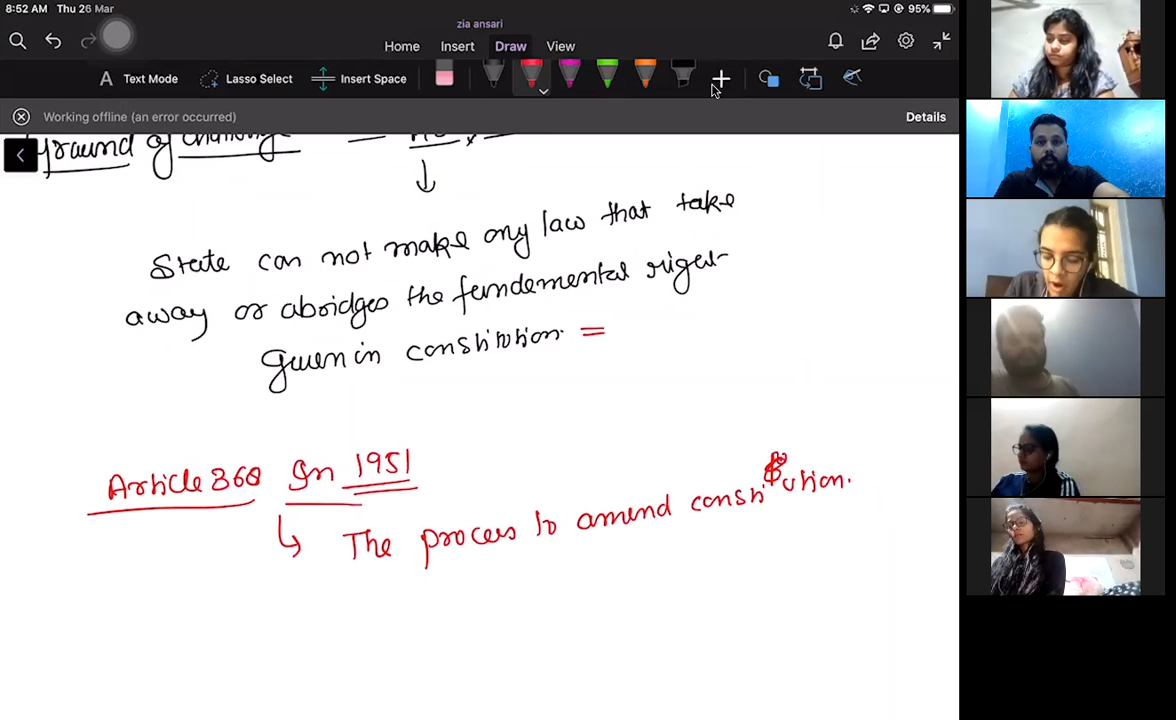 8:52 AM Thu 26 Mar
95%
zia ansari
Home Insert Draw View
Text Mode Lasso Select Insert Space
Working offline (an error occurred) Details
ground of challenge
State can not make any law that take
away or abridges the fundemental right
given in constitution =
Article 368 In 1951
↳ The process to amend constitution.